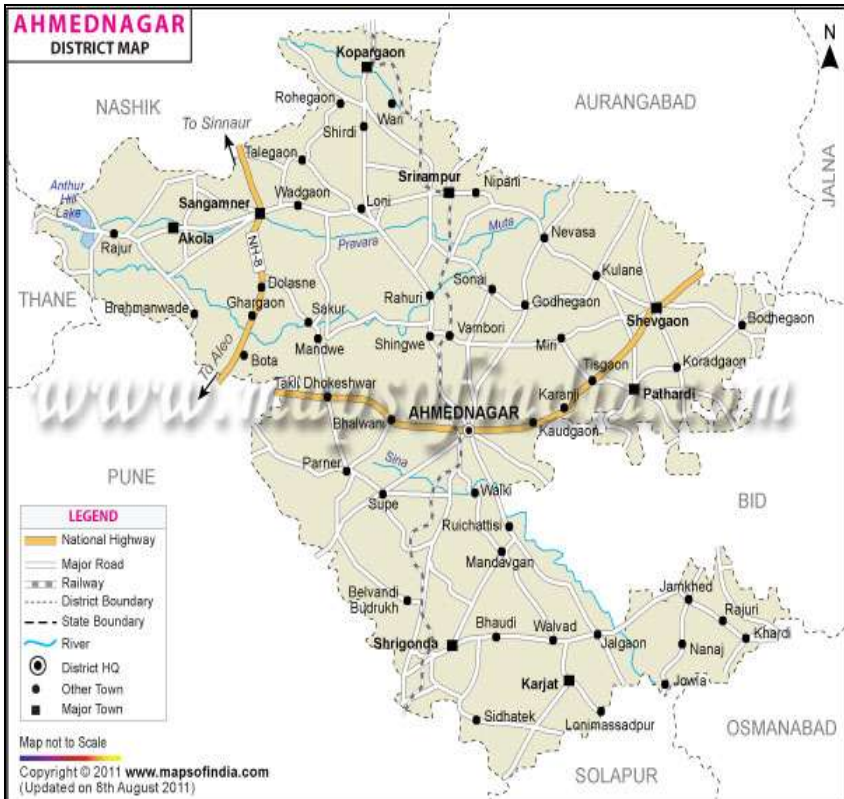 AHMEDNAGAR
DISTRICT MAP
N
Kopargaon
NASHIK
AURANGABAD
JALNA
Rohegaon
Wari
To Sinnaur
Shirdi
Talegaon
Srirampur
Nipani
Anthur
Hill
Lake
Sangamner
Wadgaon
Loni
Rajur
Akola
Pravara
Muta
Nevasa
NH-8
THANE
Dolasne
Sonai
Kulane
Brahmanwade
Ghargaon
Sakur
Rahuri
Godhegaon
Shevgaon
Bodhegaon
To Aleo
Bota
Mandwe
Shingwe
Vambori
Miri
Tisgaon
Koradgaon
www.mapsofindia.com
Takli Dhokeshwar
AHMEDNAGAR
Karanji
Pathardi
Bhalwani
Kaudgaon
PUNE
Parner
Sina
Supe
Walki
BID
LEGEND
National Highway
Major Road
Railway
District Boundary
State Boundary
River
District HQ
Other Town
Major Town
Ruichattisi
Mandavgan
Belvandi
Budrukh
Jamkhed
Rajuri
Bhaudi
Walvad
Khardi
Shrigonda
Jalgaon
Nanaj
Karjat
Jowla
Sidhatek
Lonimassadpur
OSMANABAD
SOLAPUR
Map not to Scale
Copyright © 2011 www.mapsofindia.com
(Updated on 8th August 2011)